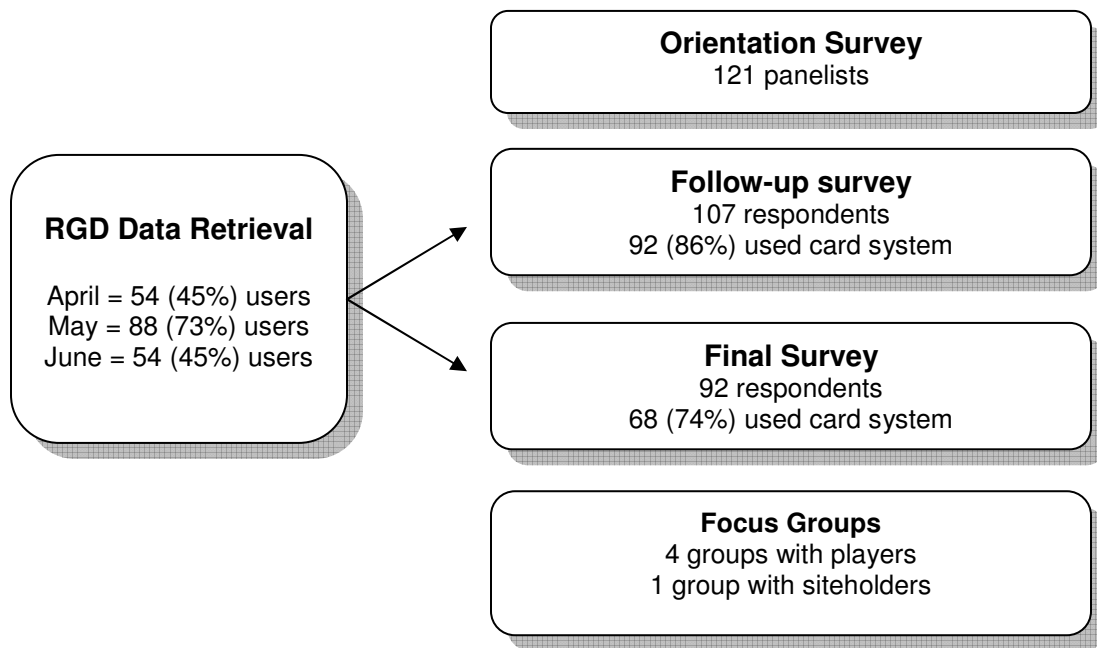 RGD Data Retrieval
April = 54 (45%) users
May = 88 (73%) users
June = 54 (45%) users
Orientation Survey
121 panelists
Follow-up survey
107 respondents
92 (86%) used card system
Final Survey
92 respondents
68 (74%) used card system
Focus Groups
4 groups with players
1 group with siteholders